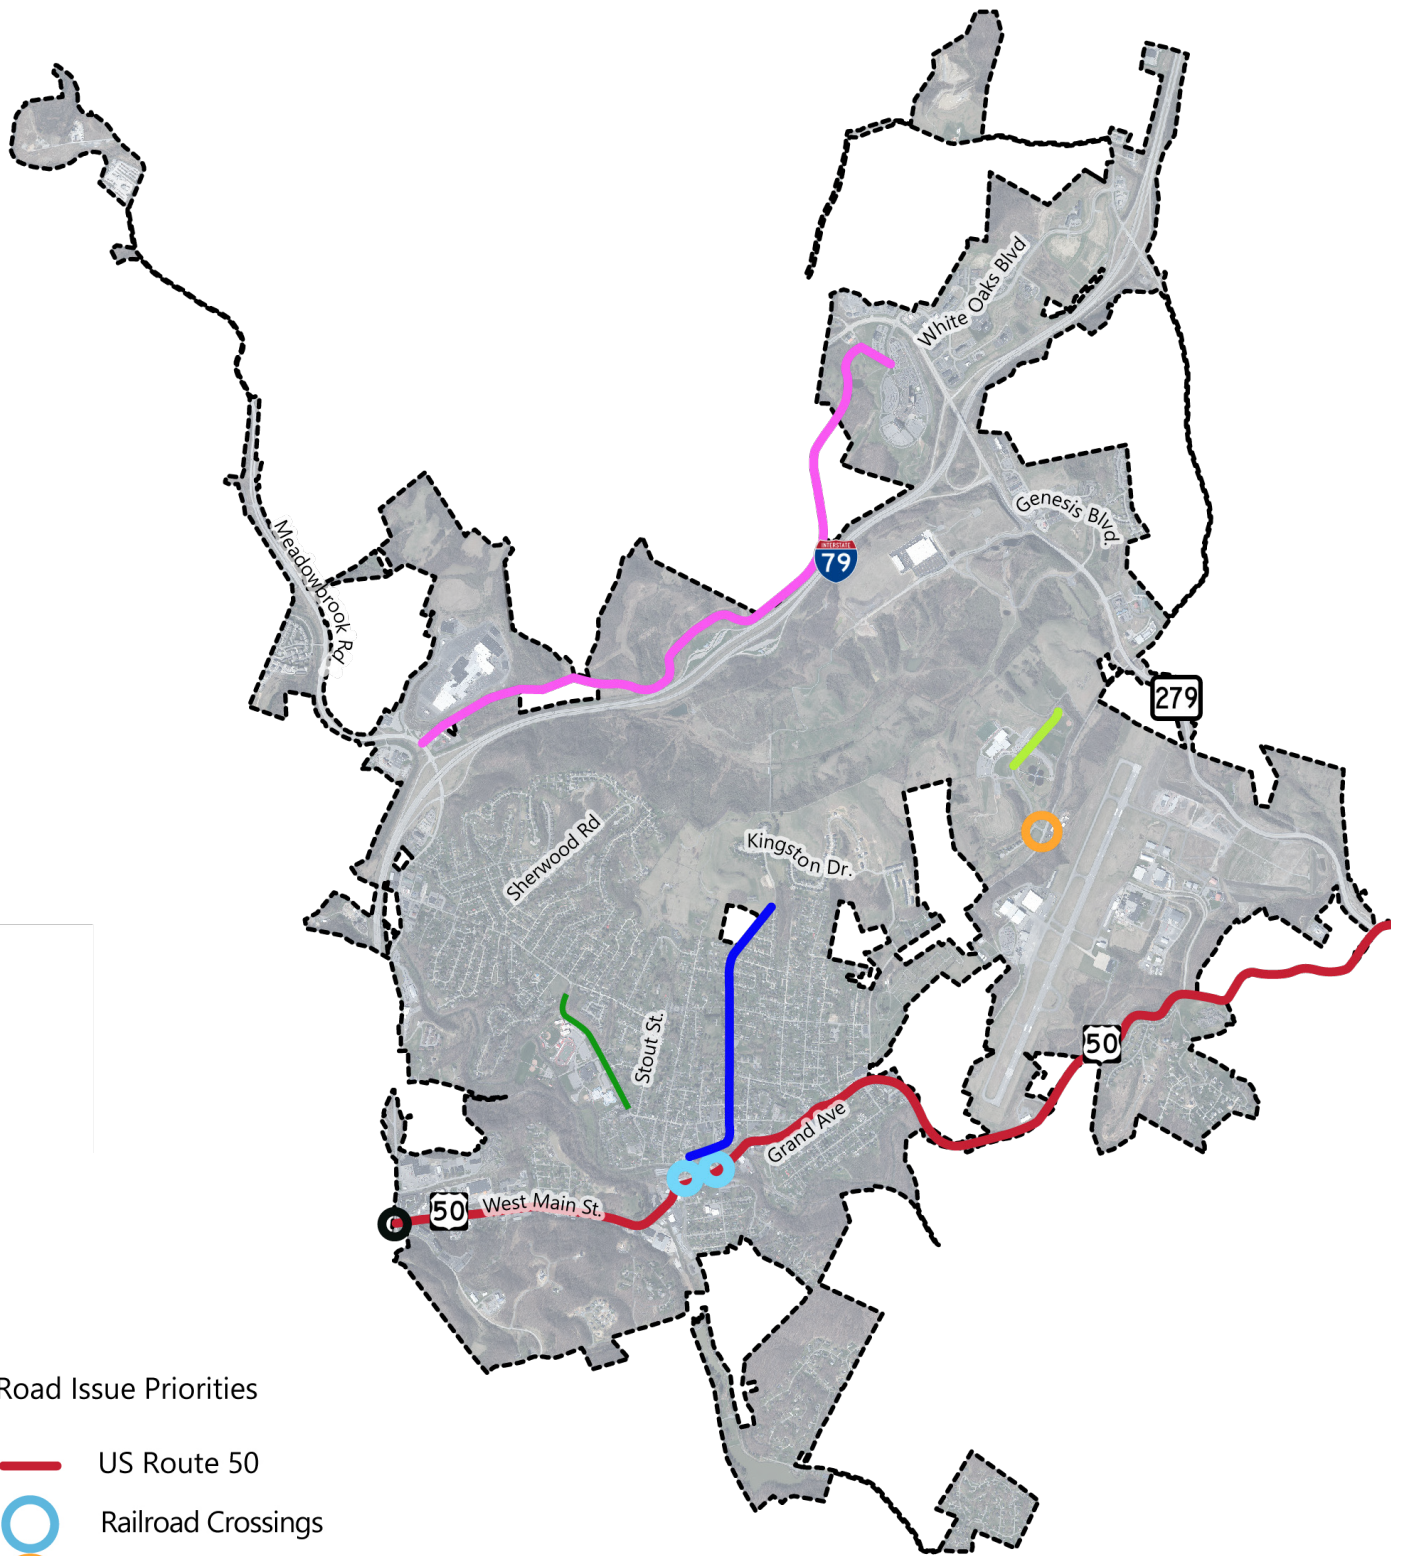 White Oaks Blvd
Genesis Blvd.
Meadowbrook Rd.
INTERSTATE
79
279
Sherwood Rd
Kingston Dr.
Stout St.
50
Grand Ave
50
West Main St.
Road Issue Priorities
US Route 50
Railroad Crossings